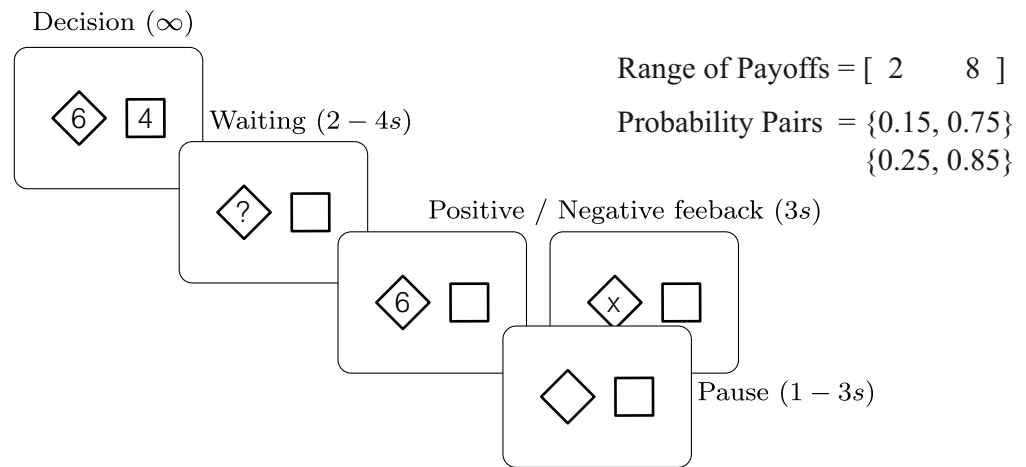 Decision (∞)
6 4
Range of Payoffs = [ 2 8 ]
Waiting (2 − 4s)
Probability Pairs = {0.15, 0.75}
{0.25, 0.85}
?
Positive / Negative feeback (3s)
6
x
Pause (1 − 3s)